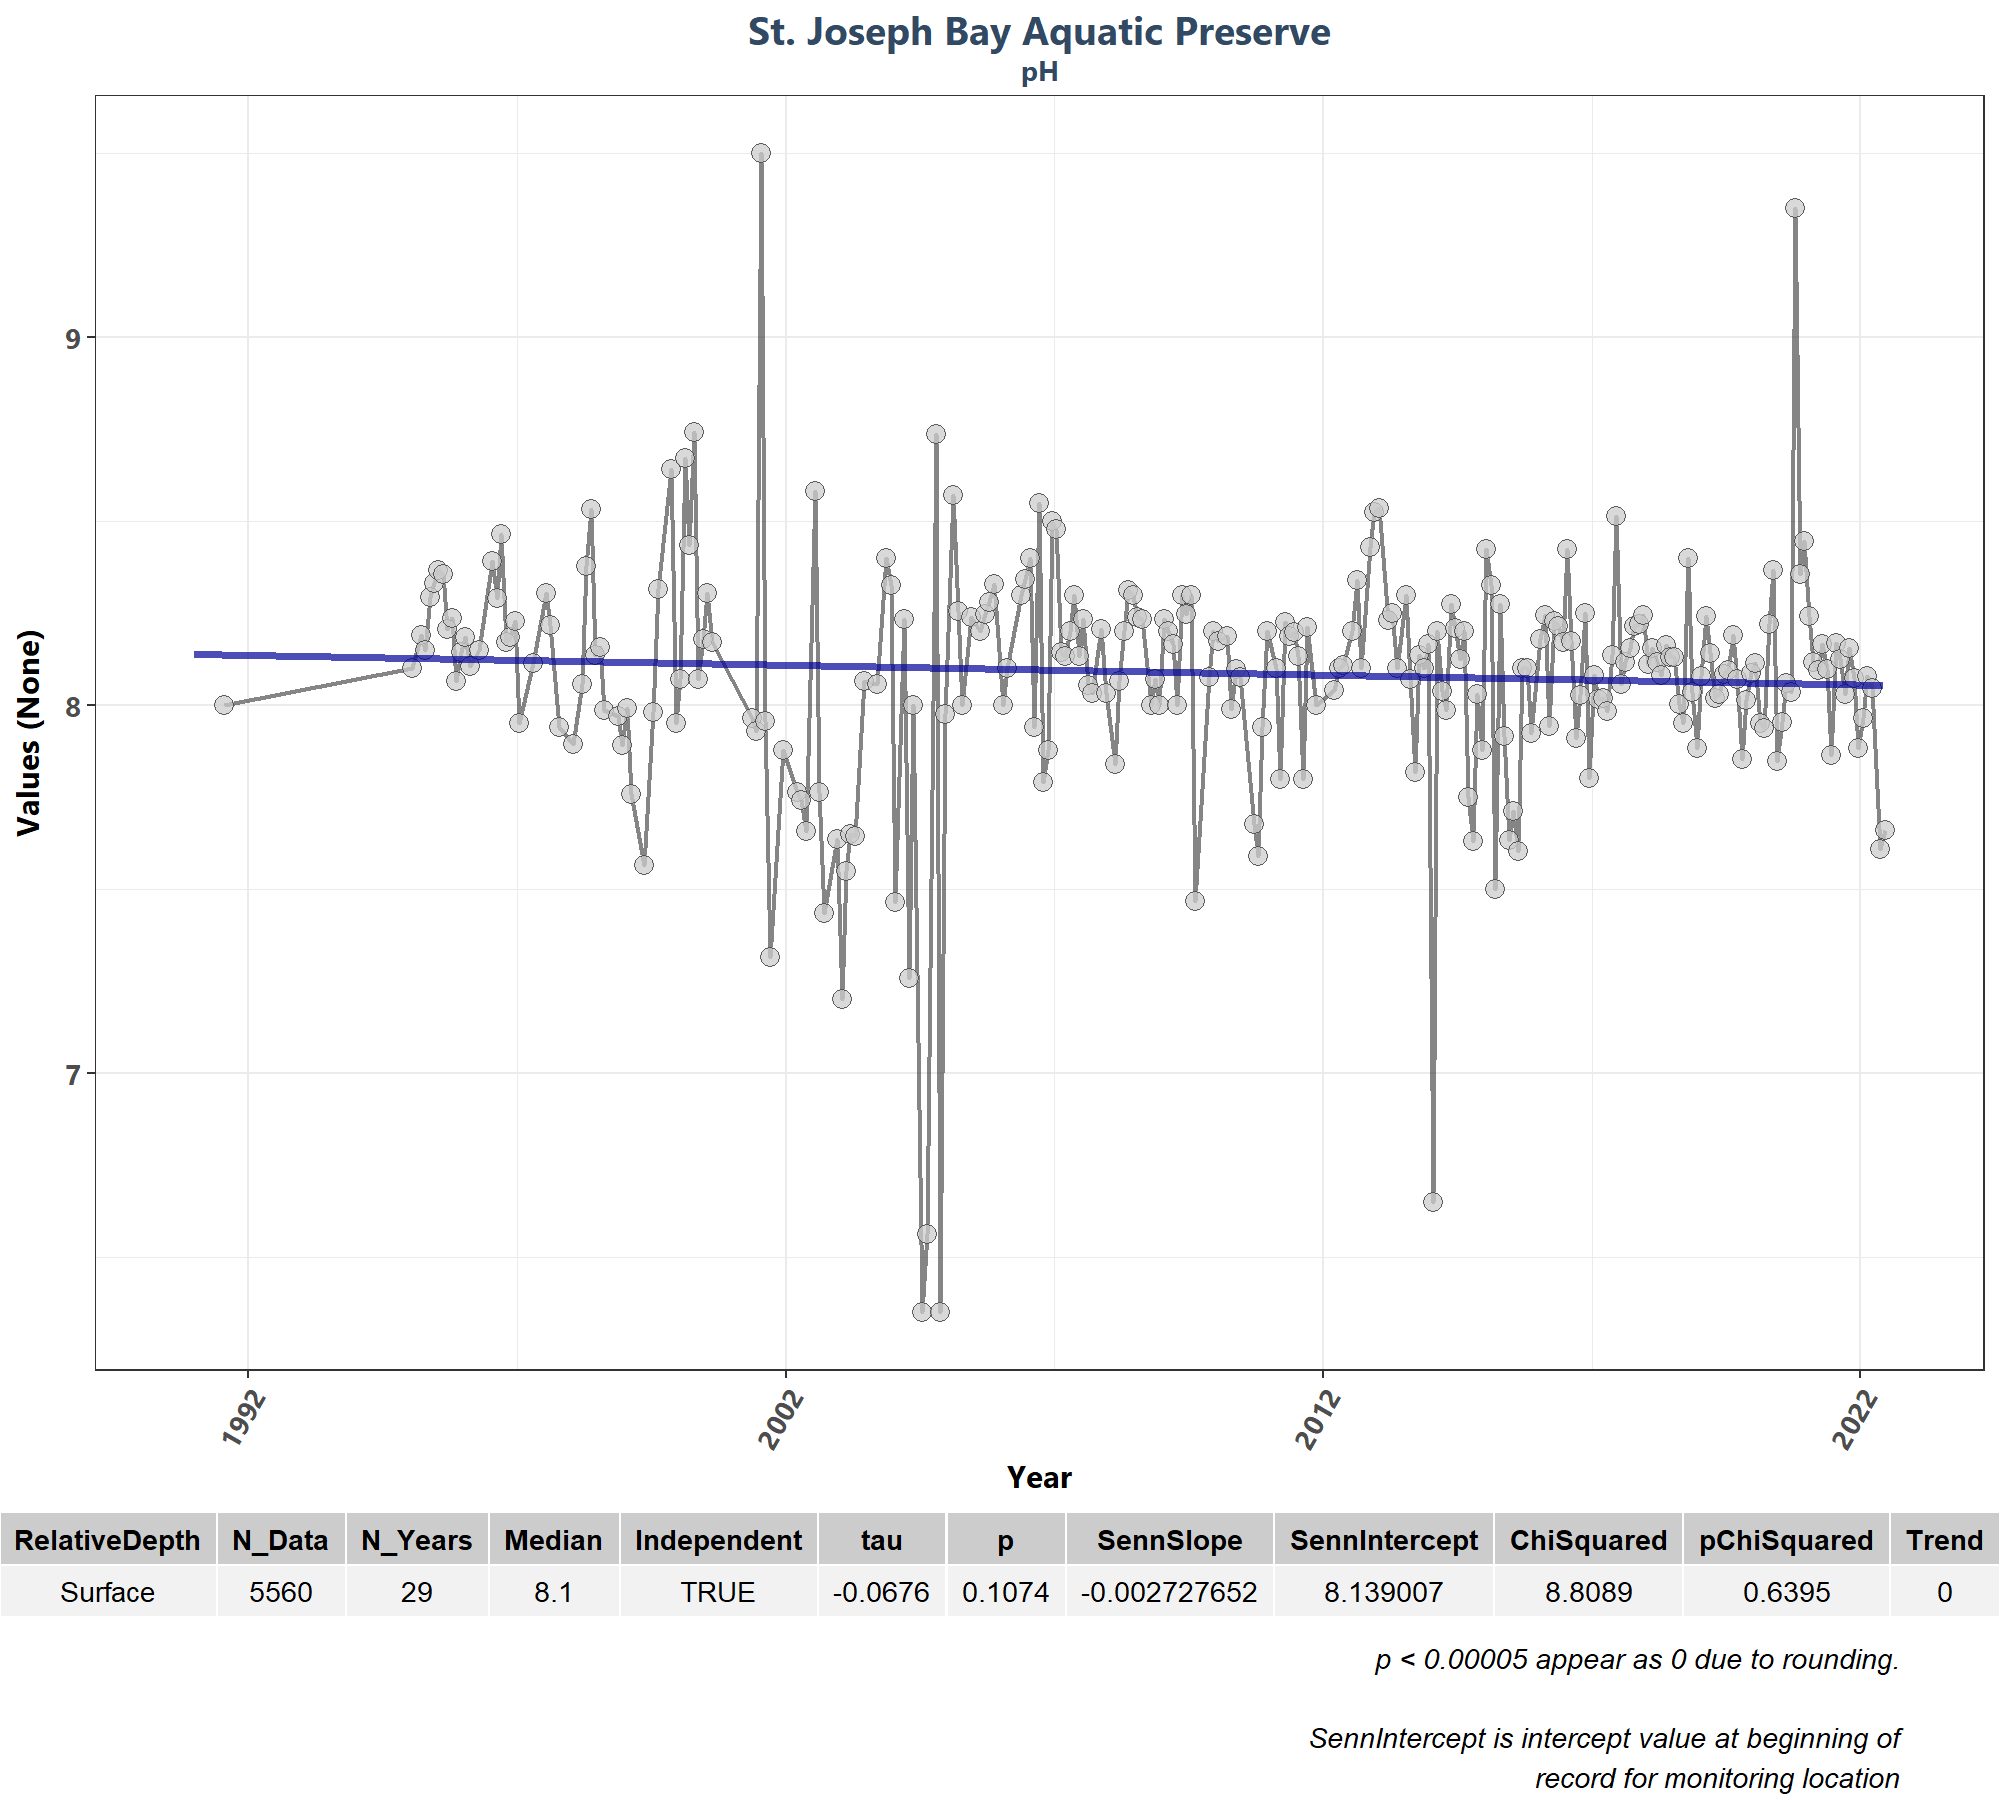 St. Joseph Bay Aquatic Preserve
pH
Values (None)
9
8
7
1992 2002 2012 2022
Year
RelativeDepth N_Data N_Years Median Independent tau p SennSlope SennIntercept ChiSquared pChiSquared Trend
Surface 5560 29 8.1 TRUE -0.0676 0.1074 -0.002727652 8.139007 8.8089 0.6395 0
p < 0.00005 appear as 0 due to rounding.
SennIntercept is intercept value at beginning of
record for monitoring location